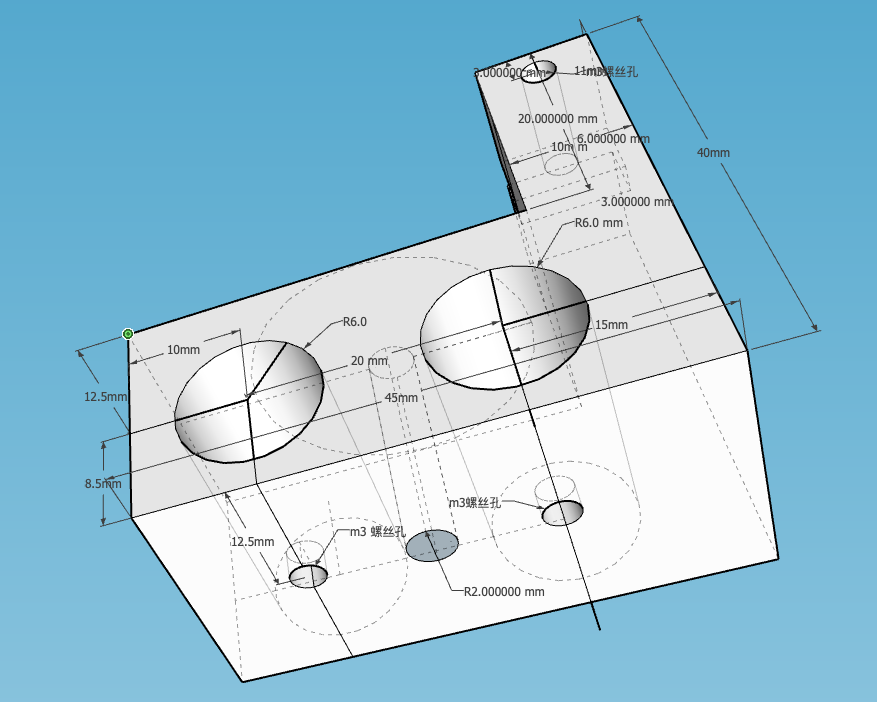 3.000000 mm
11m m3螺丝孔
20.000000 mm
6.000000 mm
10m m
40mm
3.000000 mm
R6.0 mm
R6.0
15mm
10mm
20 mm
12.5mm
45mm
8.5mm
m3螺丝孔
12.5mm
m3 螺丝孔
R2.000000 mm